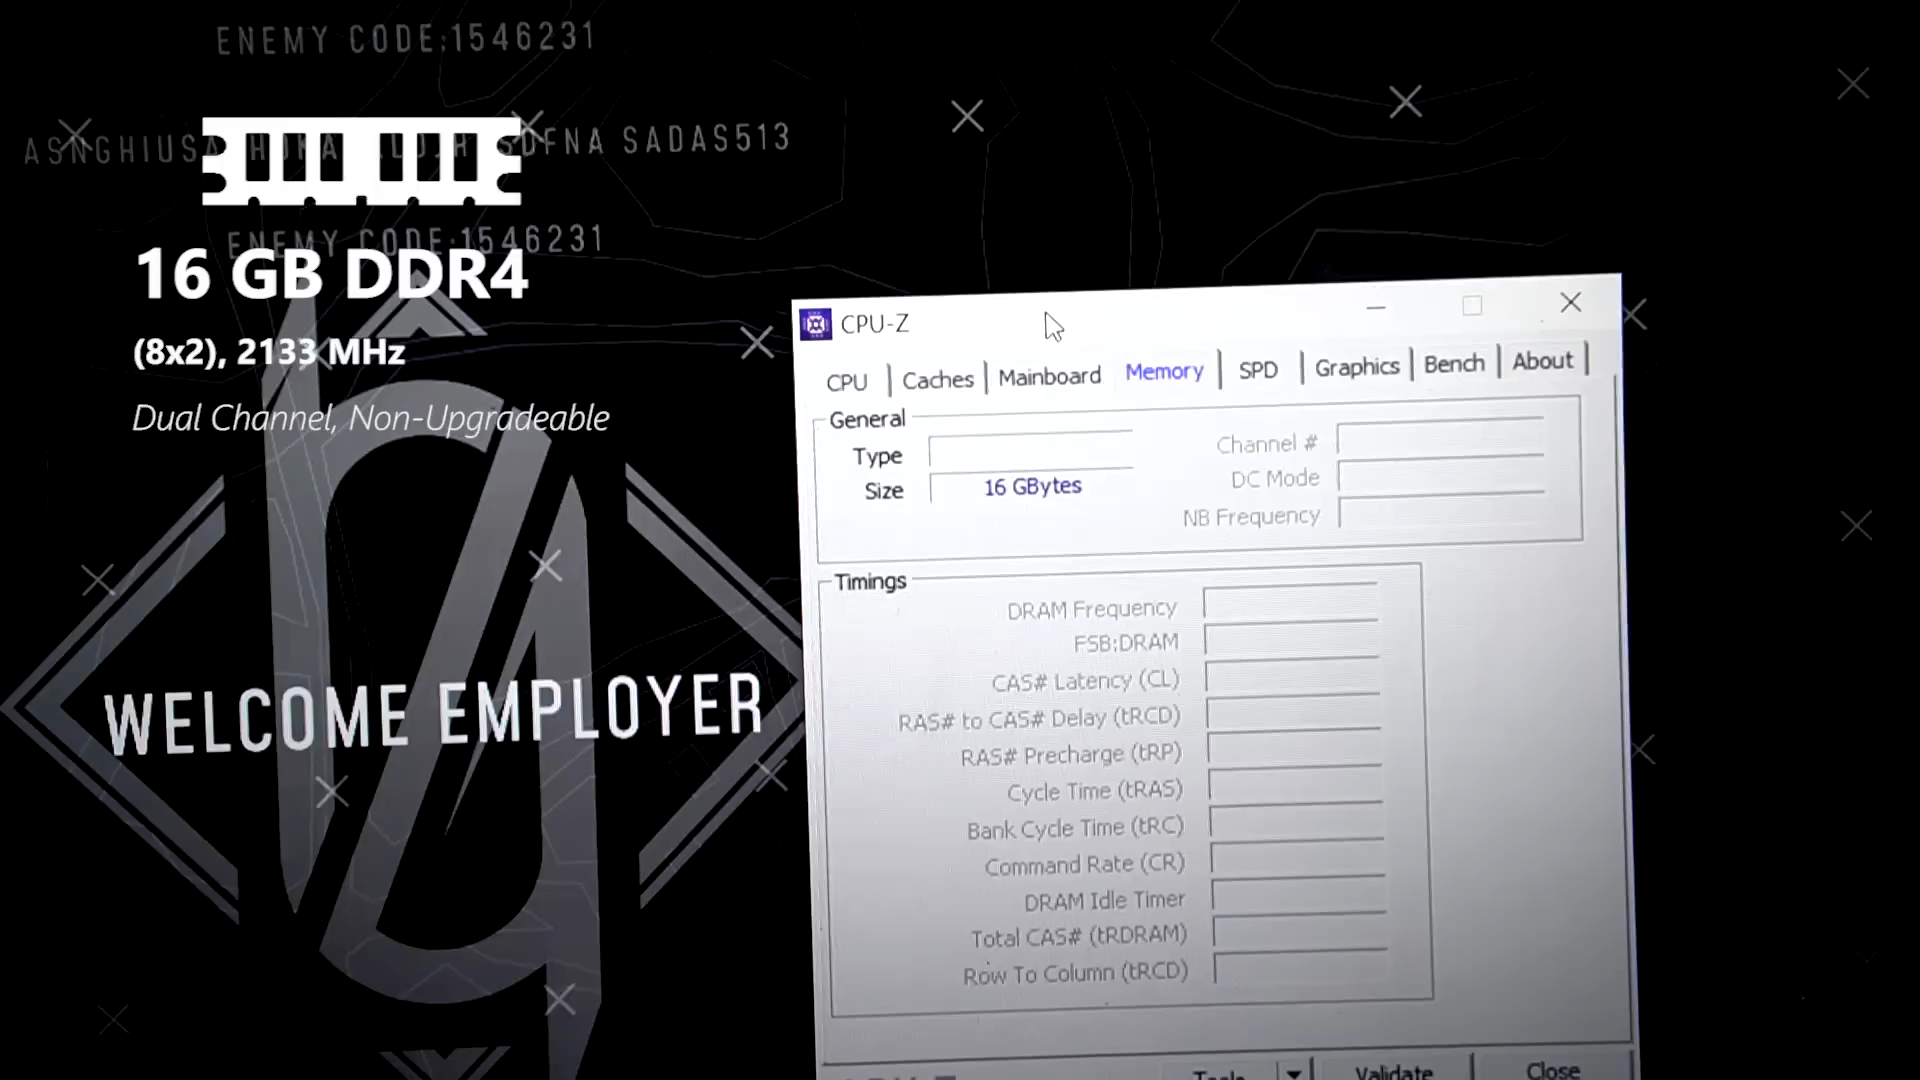 ENEMY CODE:1546231
SDFNA SADAS513
ENEMY CODE:1546231
16 GB DDR4
(8x2), 2133 MHz
Dual Channel, Non-Upgradeable
WELCOME EMPLOYER
CPU-Z
CPU Caches Mainboard Memory SPD Graphics Bench About
General
Type
Size 16 GBytes
Channel #
DC Mode
NB Frequency
Timings
DRAM Frequency
FSB:DRAM
CAS# Latency (CL)
RAS# to CAS# Delay (tRCD)
RAS# Precharge (tRP)
Cycle Time (tRAS)
Bank Cycle Time (tRC)
Command Rate (CR)
DRAM Idle Timer
Total CAS# (tRDRAM)
Row To Column (tRCD)
Tools Validate Close